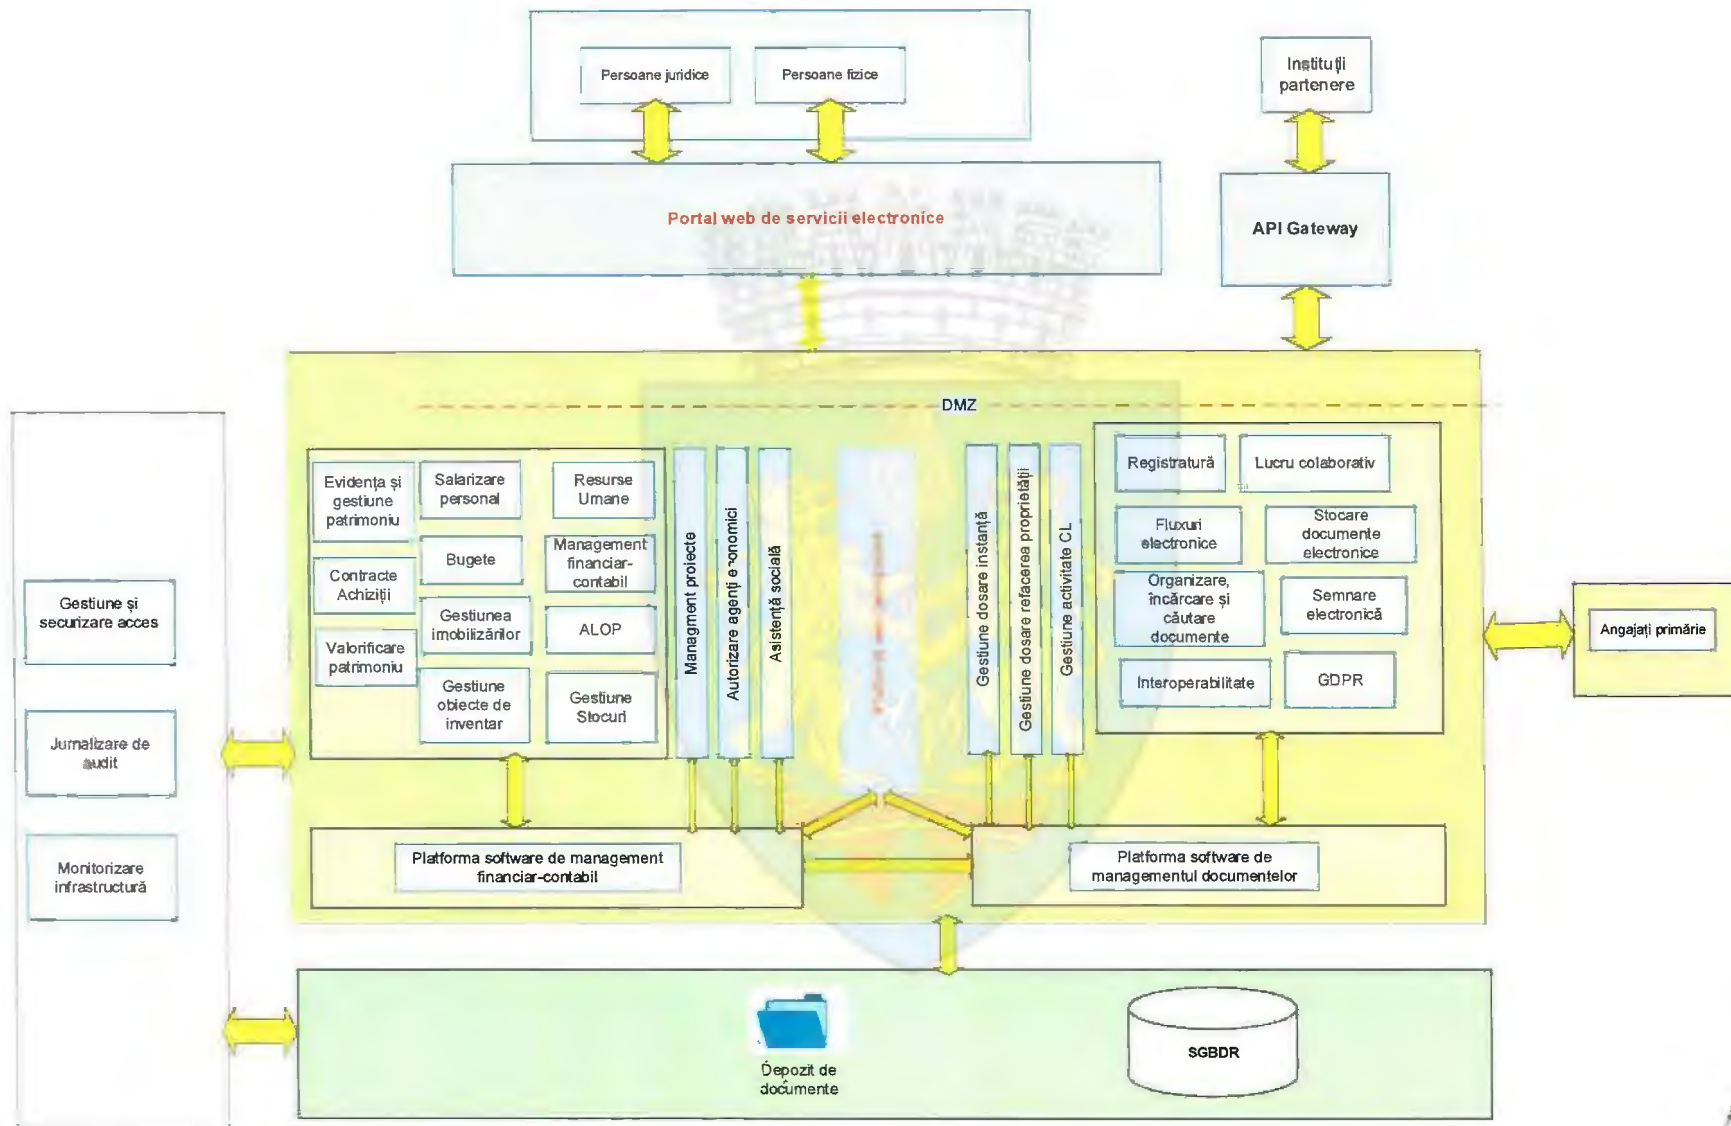 Persoane juridice
Persoane fizice
Instituții
partenere
Portal web de servicii electronice
API Gateway
DMZ
Gestiune și
securizare acces
Jurnalizare de
audit
Monitorizare
infrastructură
Evidența și
gestiune
patrimoniu
Salarizare
personal
Resurse
Umane
Contracte
Achiziții
Bugete
Management
financiar-
contabil
Valorificare
patrimoniu
Gestiunea
imobilizărilor
ALOP
Gestiune
obiecte de
inventar
Gestiune
Stocuri
Managment proiecte
Autorizare agenți economici
Asistență socială
Gestiune dosare instanță
Gestiune dosare refacerea proprietății
Gestiune activitate CL
Registratură
Lucru colaborativ
Fluxuri
electronice
Stocare
documente
electronice
Organizare,
încărcare și
căutare
documente
Semnare
electronică
Interoperabilitate
GDPR
Angajați primărie
Platforma software de management
financiar-contabil
Platforma software de
managementul documentelor
Depozit de
documente
SGBDR